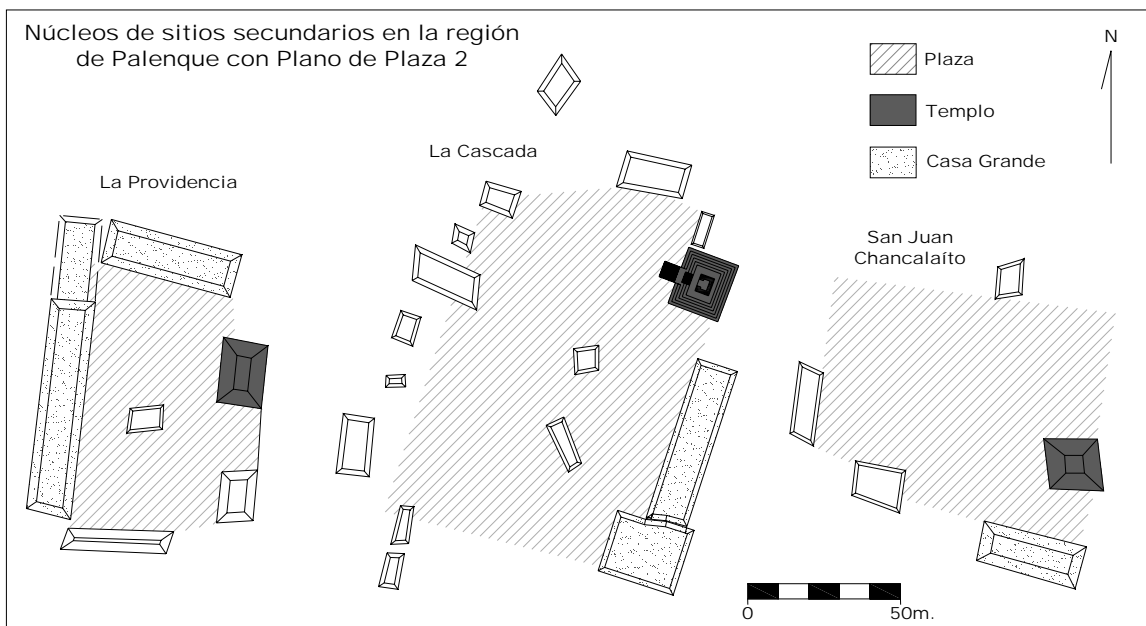 Núcleos de sitios secundarios en la región
de Palenque con Plano de Plaza 2
N
Plaza
Templo
Casa Grande
La Cascada
La Providencia
San Juan
Chancalaíto
0
50m.